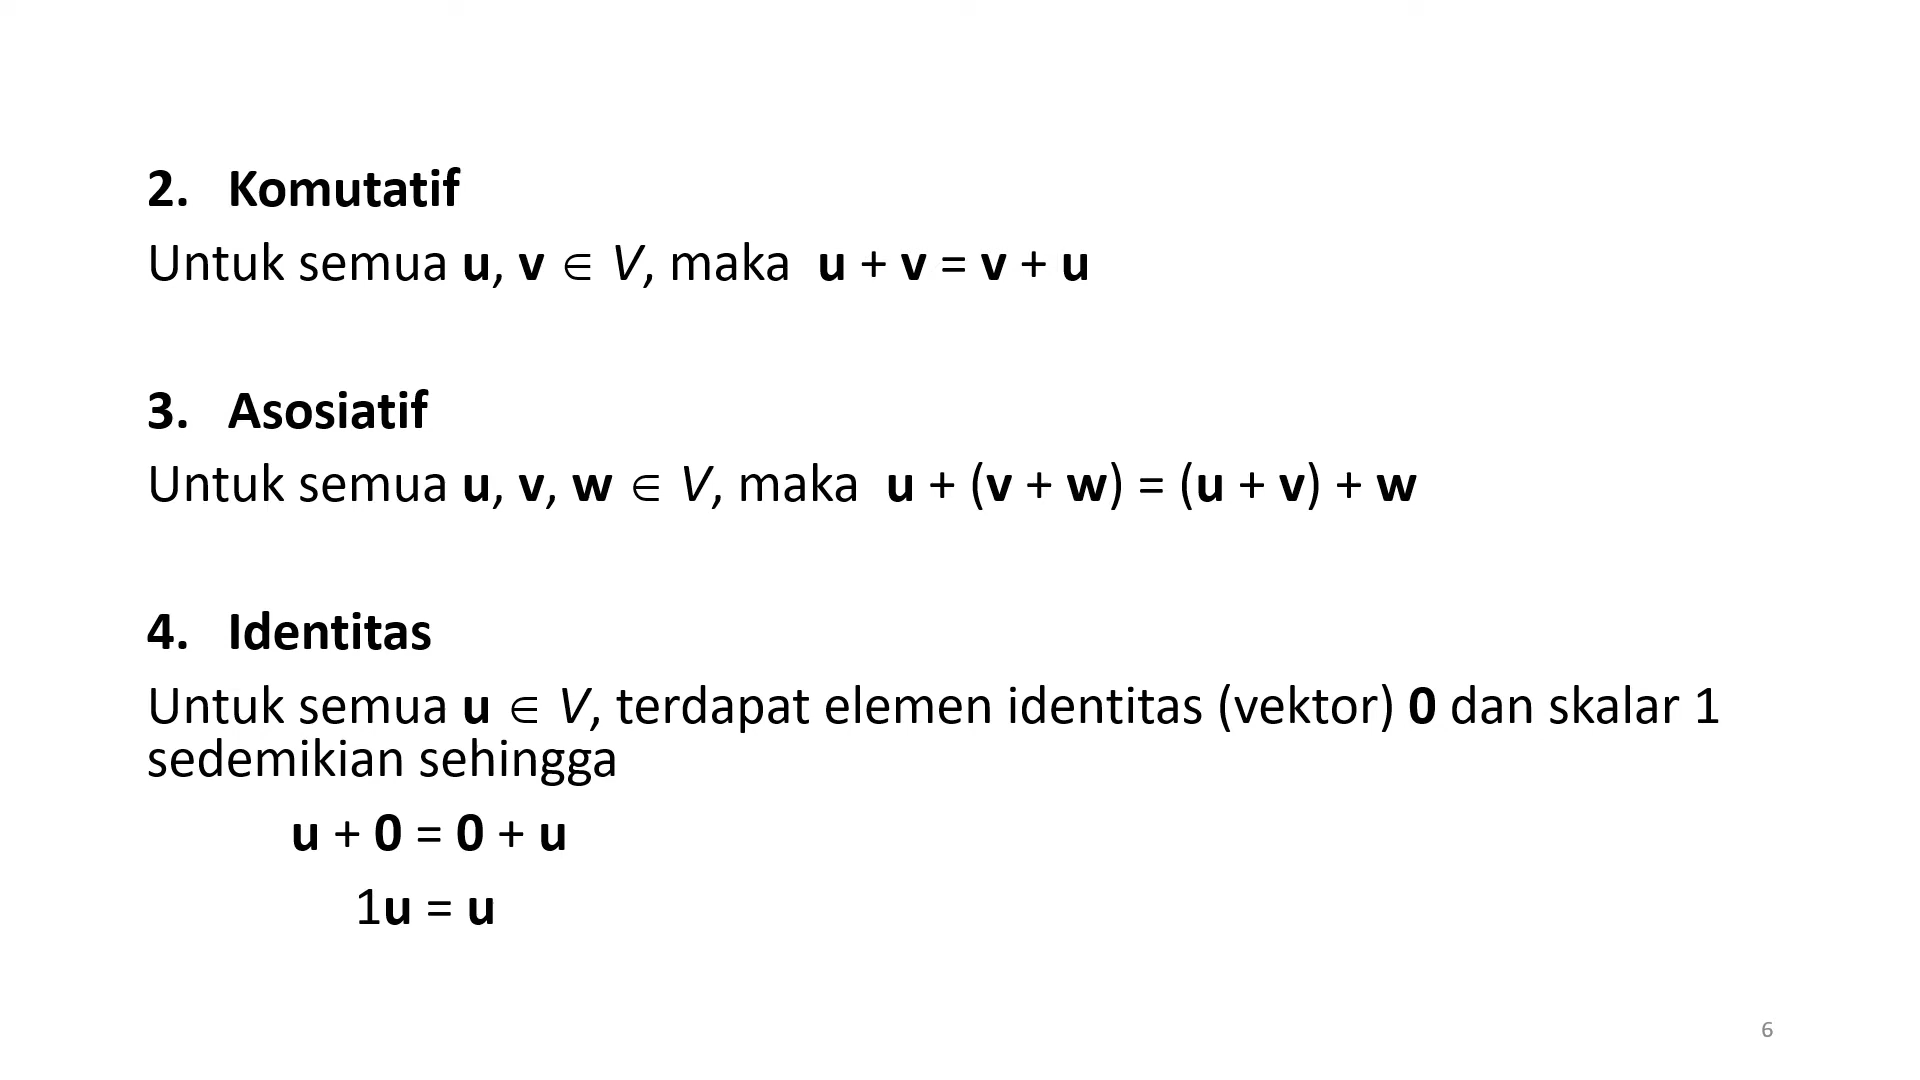 2. Komutatif
Untuk semua u, v ∈ V, maka u + v = v + u
3. Asosiatif
Untuk semua u, v, w ∈ V, maka u + (v + w) = (u + v) + w
4. Identitas
Untuk semua u ∈ V, terdapat elemen identitas (vektor) 0 dan skalar 1
sedemikian sehingga
u + 0 = 0 + u
1u = u
6